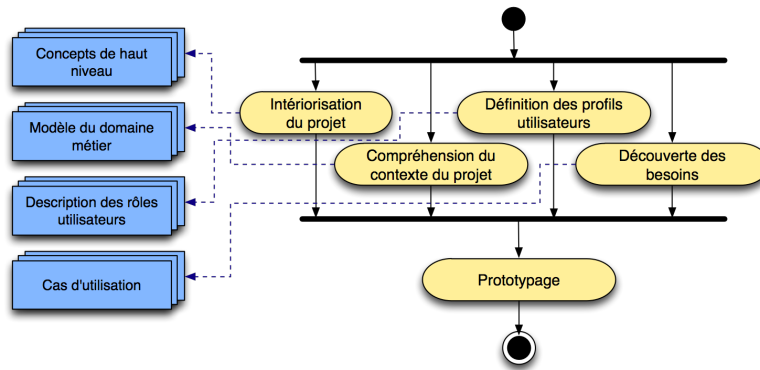 Concepts de haut
niveau
Modèle du domaine
métier
Description des rôles
utilisateurs
Cas d'utilisation
Intériorisation
du projet
Définition des profils
utilisateurs
Compréhension du
contexte du projet
Découverte des
besoins
Prototypage